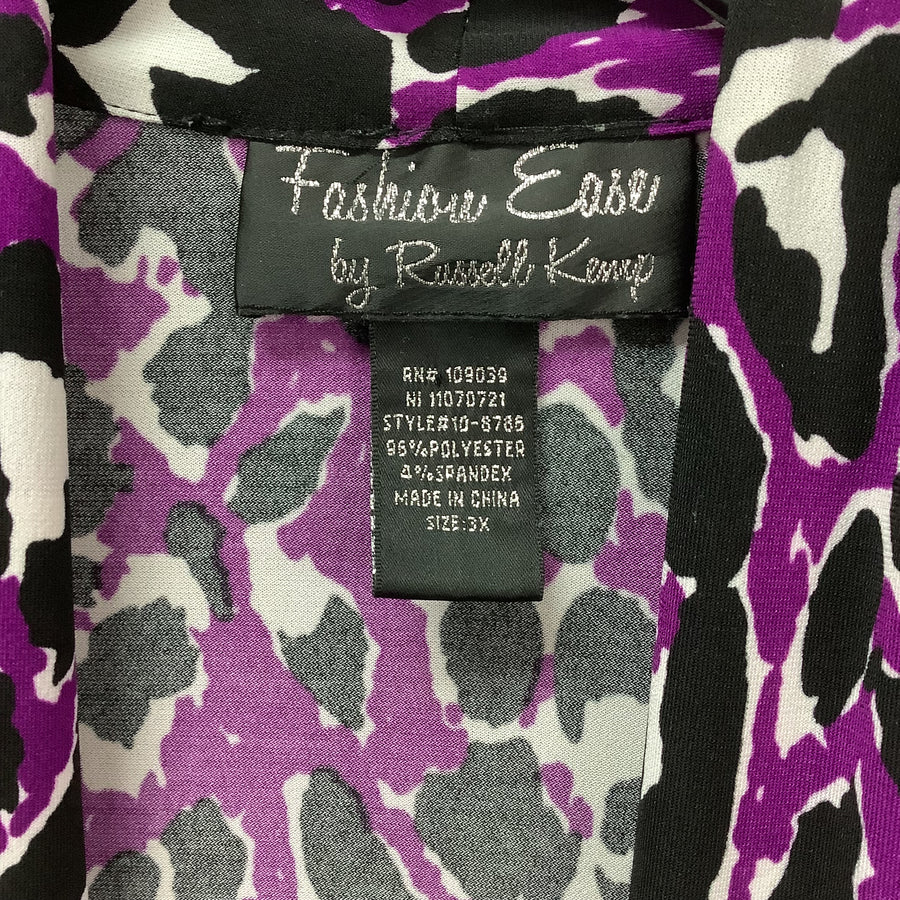 Fashion Ease
by Russell Kemp
RN# 109039
NI 11070721
STYLE#10-8786
96%POLYESTER
4%SPANDEX
MADE IN CHINA
SIZE:3X